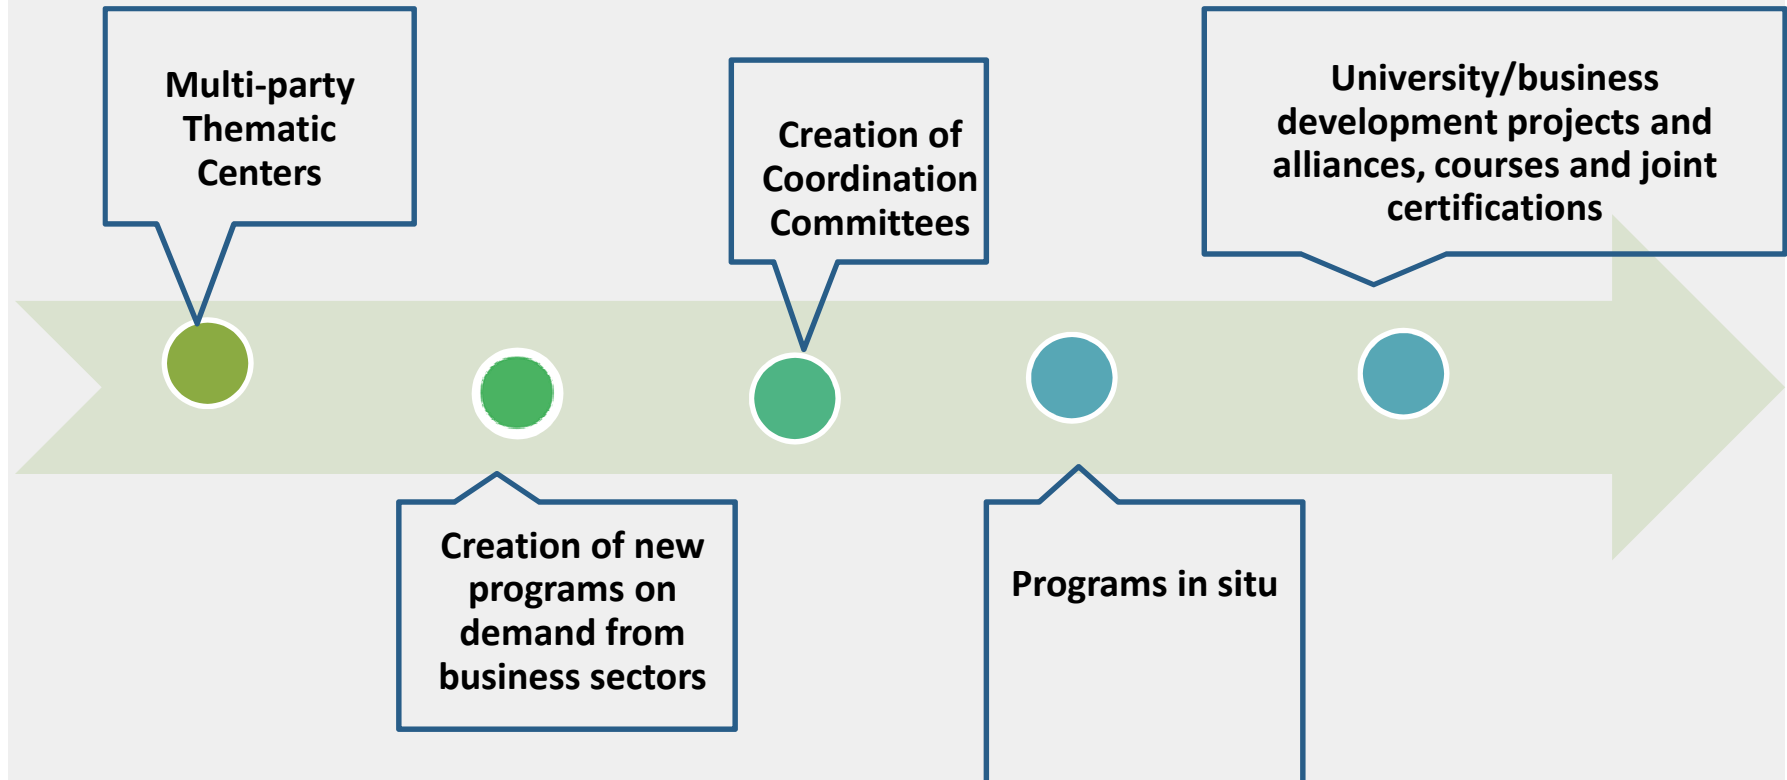 Multi-party
Thematic
Centers
Creation of new
programs on
demand from
business sectors
Creation of
Coordination
Committees
Programs in situ
University/business
development projects and
alliances, courses and joint
certifications